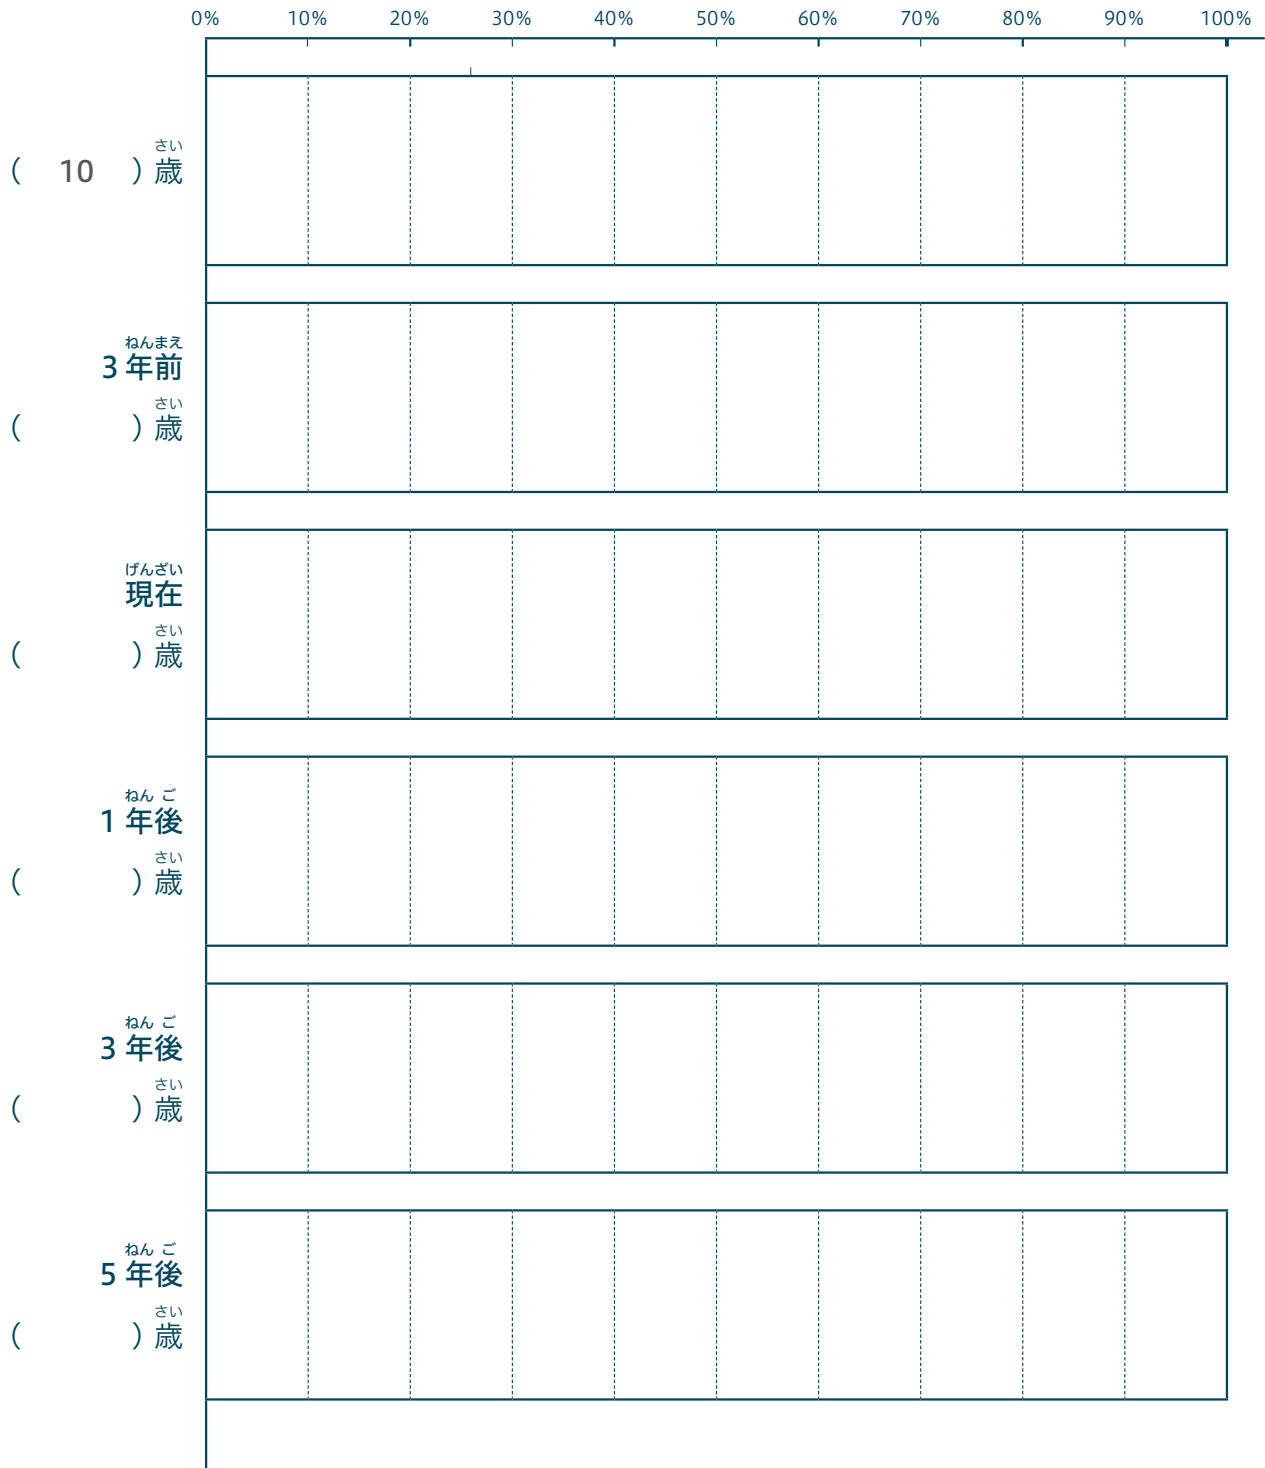 0% 10% 20% 30% 40% 50% 60% 70% 80% 90% 100%
さい
( 10 ) 歳
ねんまえ
3 年前
さい
( ) 歳
げんざい
現在
さい
( ) 歳
ねん ご
1 年後
さい
( ) 歳
ねん ご
3 年後
さい
( ) 歳
ねん ご
5 年後
さい
( ) 歳